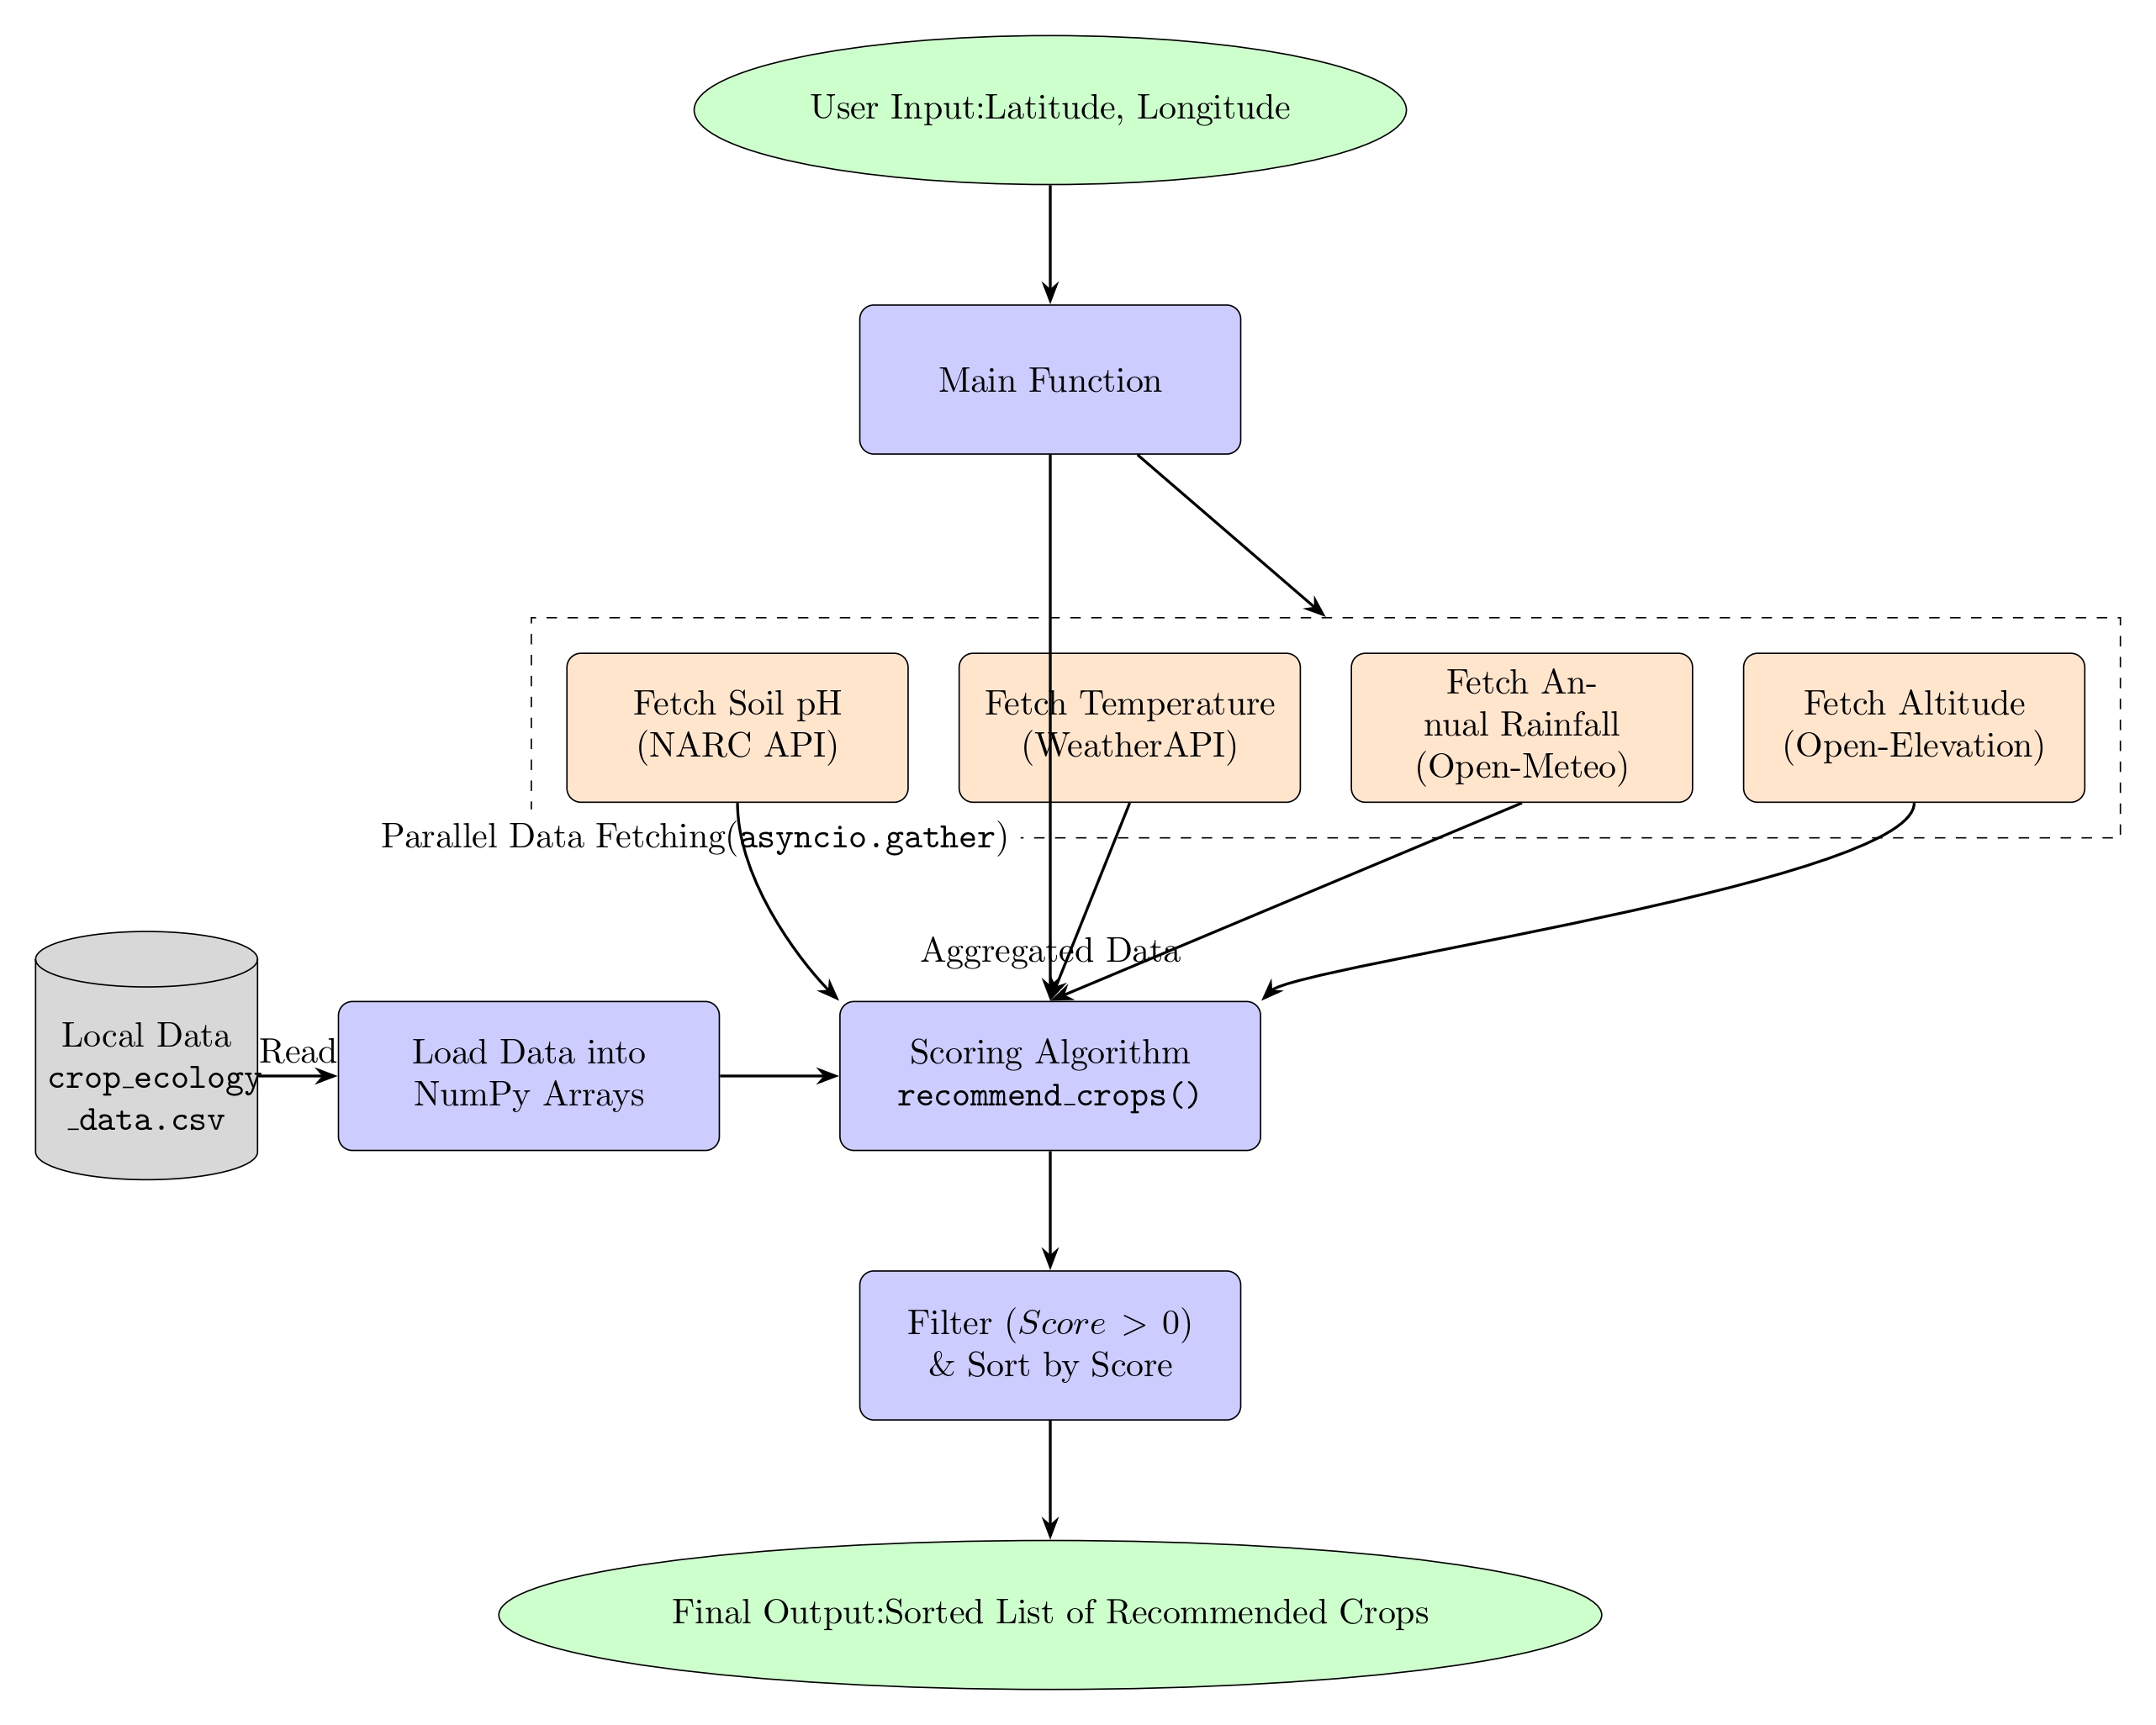 User Input:Latitude, Longitude
Main Function
Fetch Soil pH
(NARC API)
Fetch Temperature
(WeatherAPI)
Fetch An-
nual Rainfall
(Open-Meteo)
Fetch Altitude
(Open-Elevation)
Parallel Data Fetching(asyncio.gather)
Aggregated Data
Local Data
crop_ecology
_data.csv
Read
Load Data into
NumPy Arrays
Scoring Algorithm
recommend_crops()
Filter (Score > 0)
& Sort by Score
Final Output:Sorted List of Recommended Crops